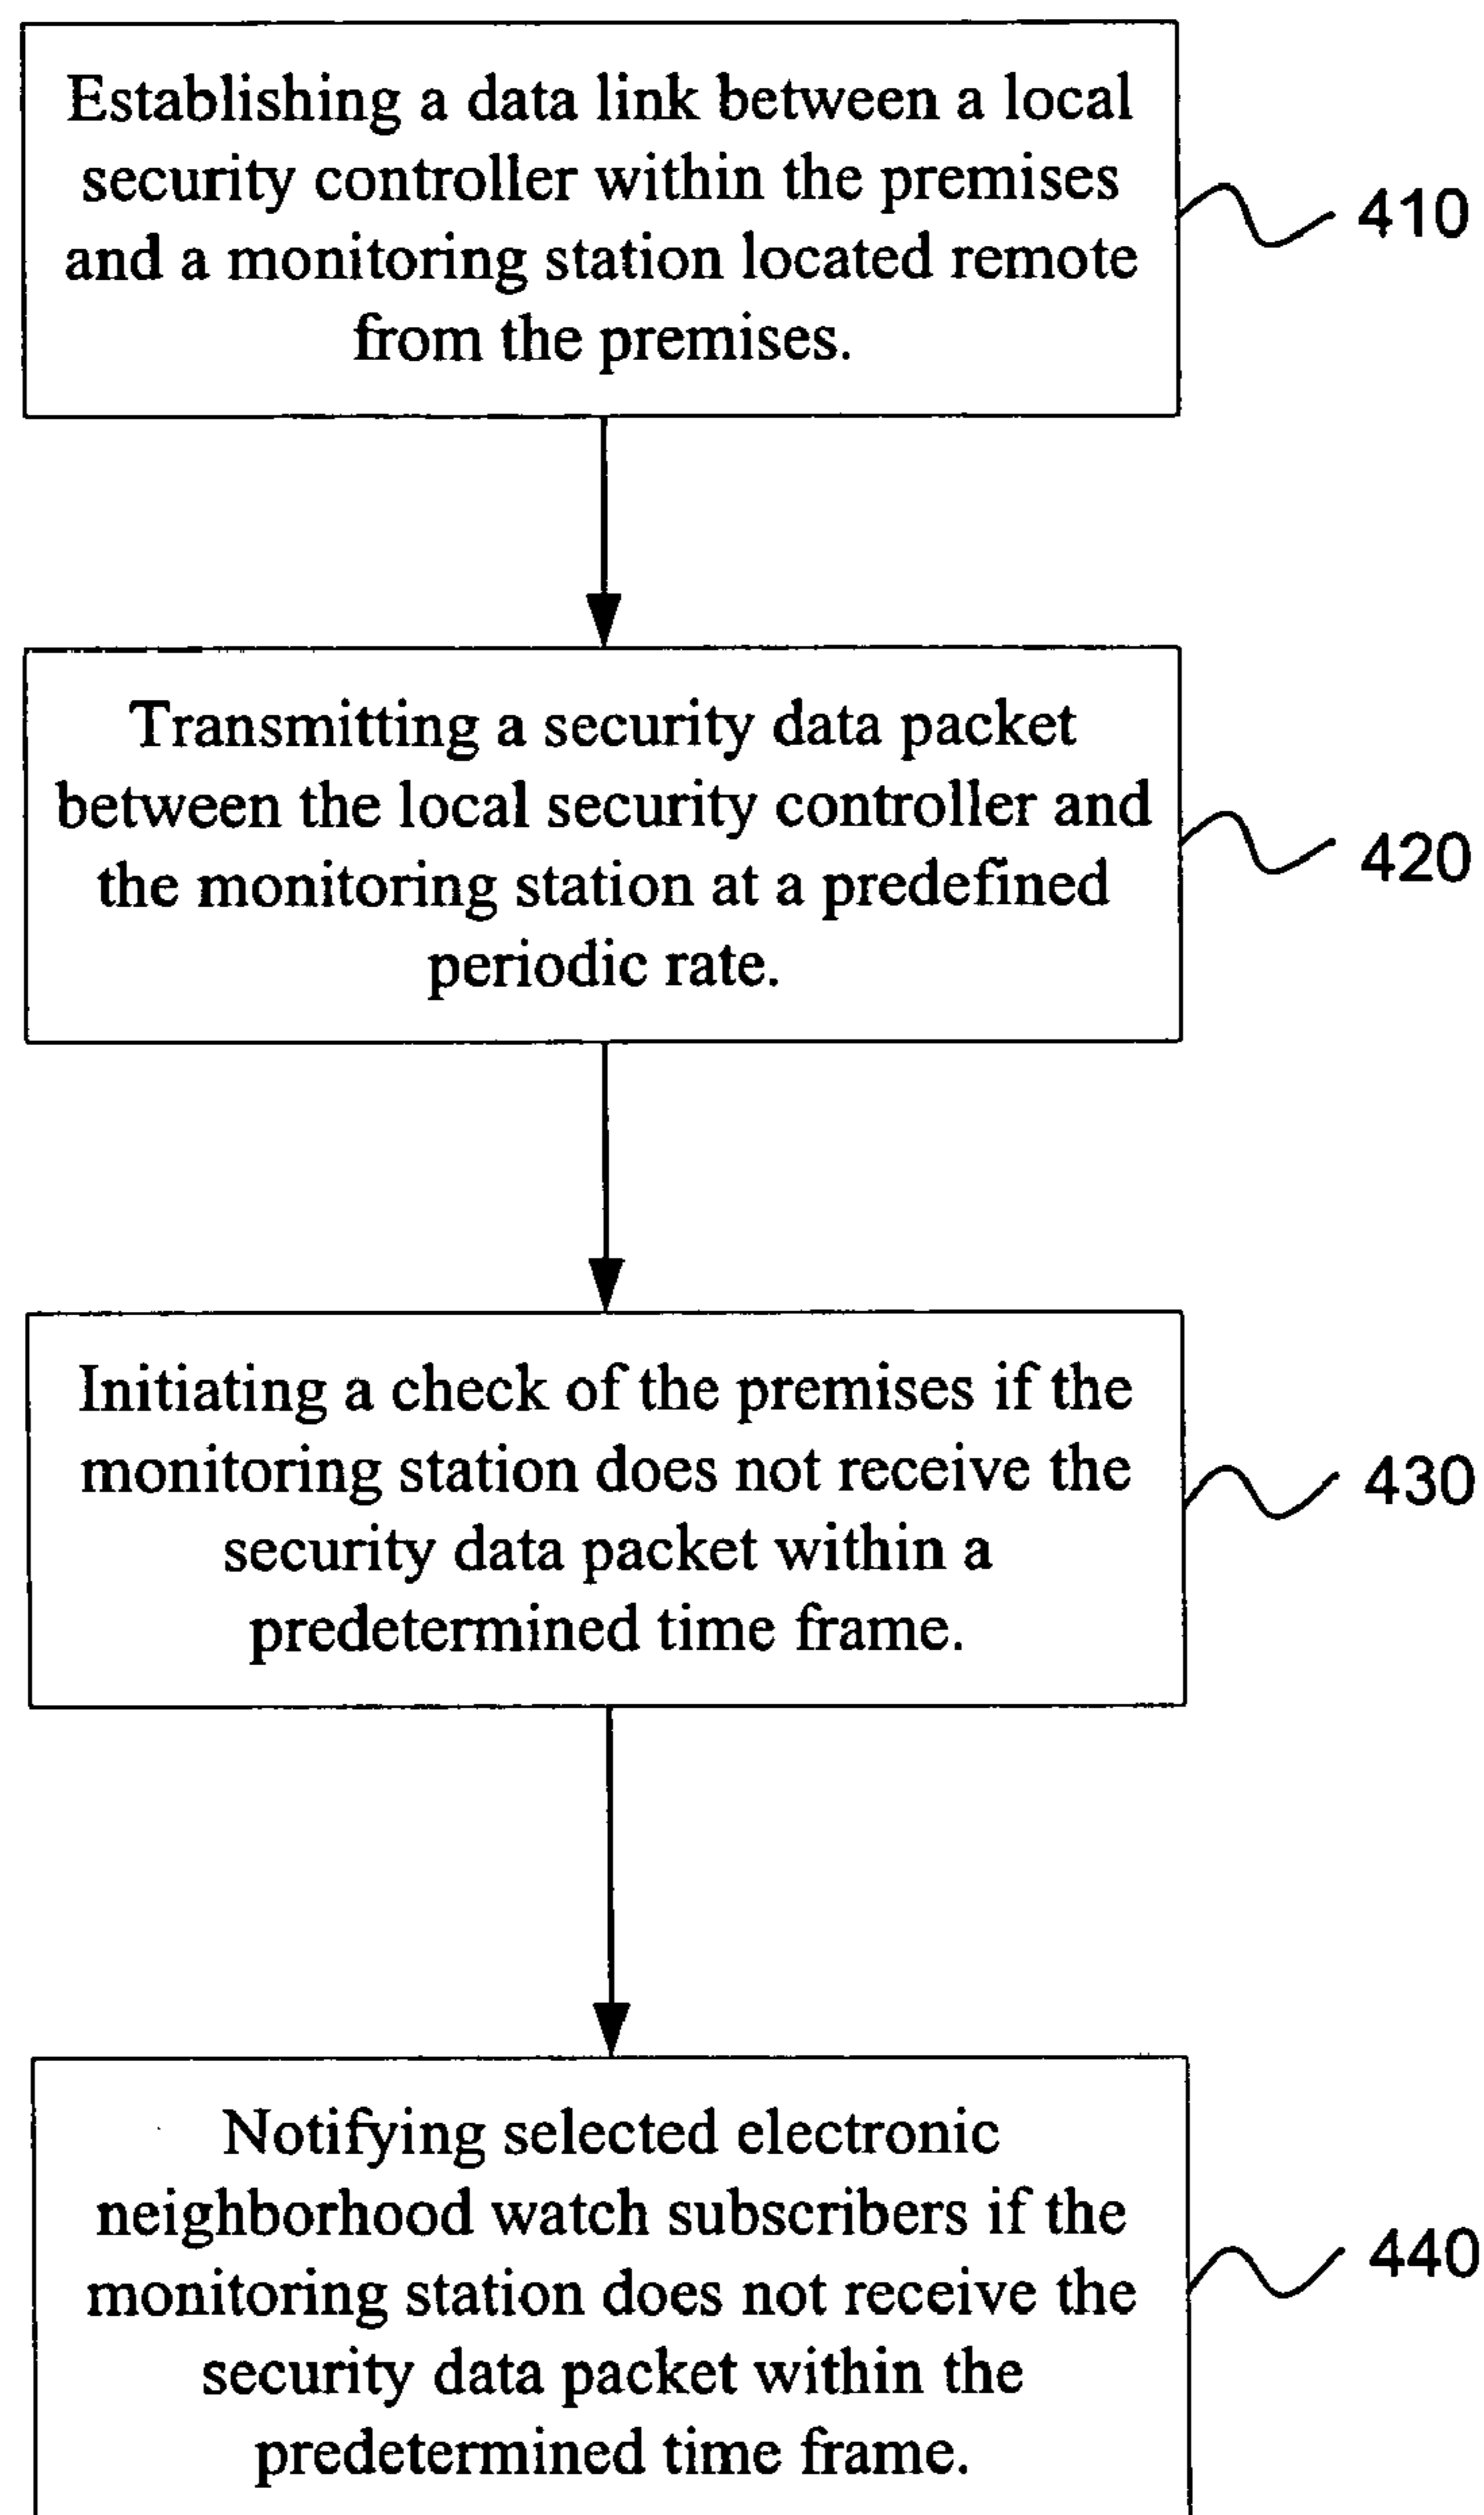 Establishing a data link between a local
security controller within the premises
and a monitoring station located remote
from the premises.
410
Transmitting a security data packet
between the local security controller and
the monitoring station at a predefined
periodic rate.
420
Initiating a check of the premises if the
monitoring station does not receive the
security data packet within a
predetermined time frame.
430
Notifying selected electronic
neighborhood watch subscribers if the
monitoring station does not receive the
security data packet within the
predetermined time frame.
440